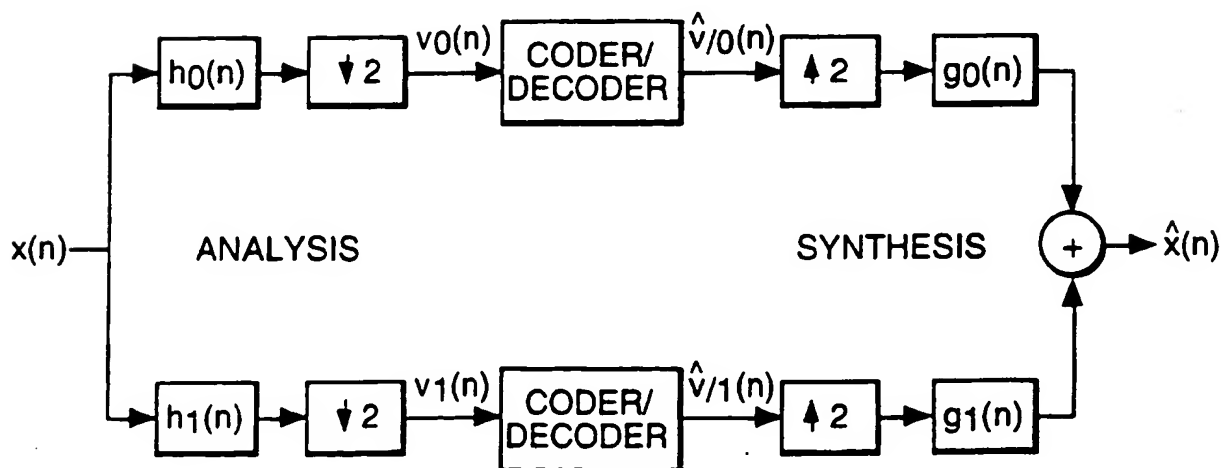 v0(n) CODER/ v̂/0(n)
h0(n) ↓ 2 DECODER ↑ 2 g0(n)
x(n) ANALYSIS SYNTHESIS + x̂(n)
v1(n) CODER/ v̂/1(n)
h1(n) ↓ 2 DECODER ↑ 2 g1(n)